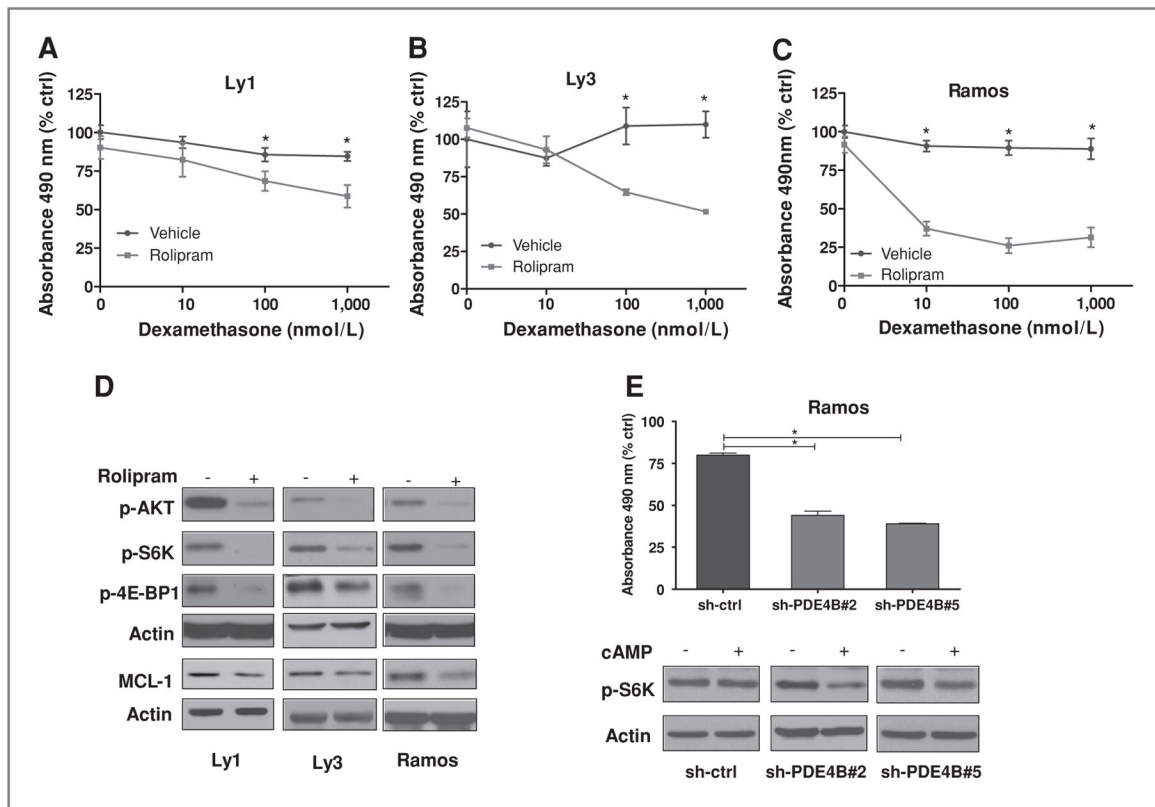 A
Ly1
Absorbance 490 nm (% ctrl)
125
100
75
50
25
0
*
*
Vehicle
Rolipram
0
10
100
1,000
Dexamethasone (nmol/L)
B
Ly3
Absorbance 490 nm (% ctrl)
125
100
75
50
25
0
*
*
Vehicle
Rolipram
0
10
100
1,000
Dexamethasone (nmol/L)
C
Ramos
Absorbance 490nm (% ctrl)
125
100
75
50
25
0
*
*
*
Vehicle
Rolipram
0
10
100
1,000
Dexamethasone (nmol/L)
D
Rolipram - + - + - +
p-AKT
p-S6K
p-4E-BP1
Actin
MCL-1
Actin
Ly1 Ly3 Ramos
E
Ramos
Absorbance 490 nm (% ctrl)
100
75
50
25
0
*
*
sh-ctrl sh-PDE4B#2 sh-PDE4B#5
cAMP - + - + - +
p-S6K
Actin
sh-ctrl sh-PDE4B#2 sh-PDE4B#5